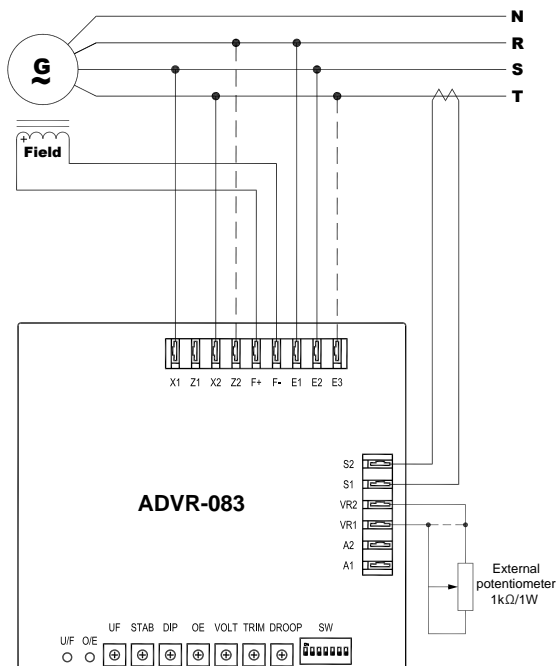 N
R
S
T
G
~
+
Field
X1 Z1 X2 Z2 F+ F- E1 E2 E3
S2
S1
VR2
VR1
A2
A1
ADVR-083
External
potentiometer
1kΩ/1W
UF STAB DIP OE VOLT TRIM DROOP SW
U/F O/E